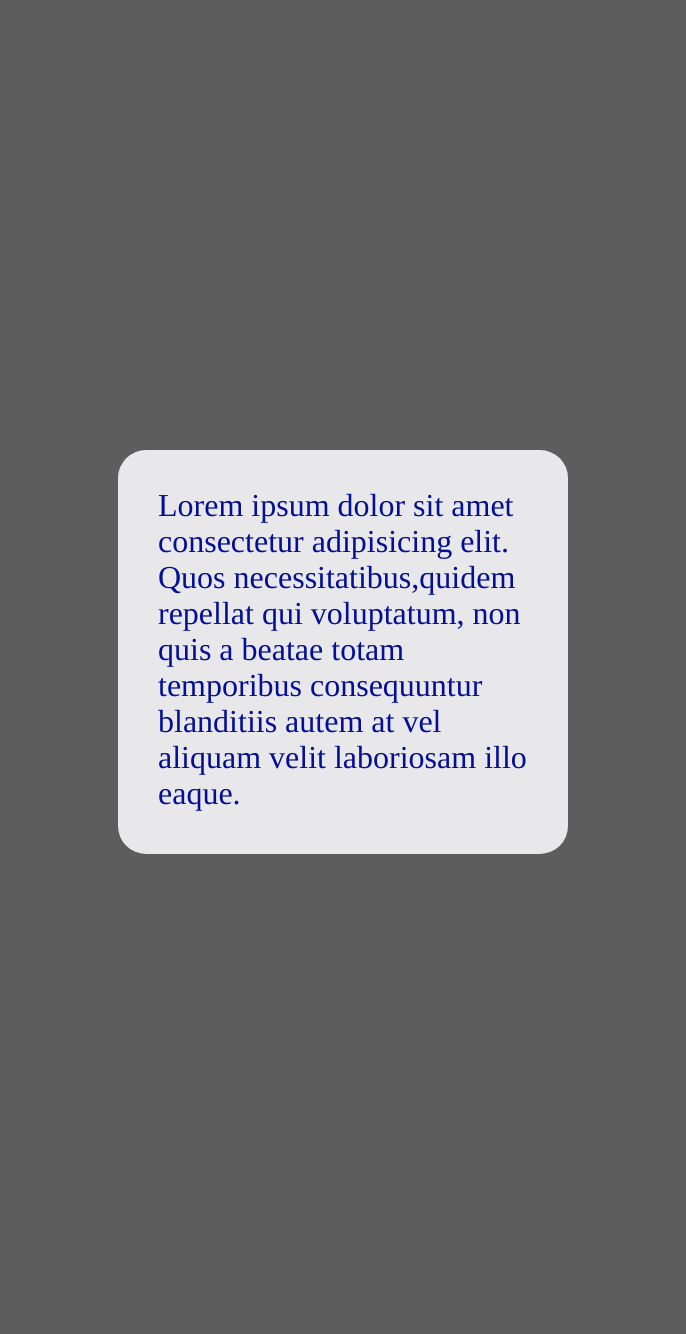 Lorem ipsum dolor sit amet
consectetur adipisicing elit.
Quos necessitatibus,quidem
repellat qui voluptatum, non
quis a beatae totam
temporibus consequuntur
blanditiis autem at vel
aliquam velit laboriosam illo
eaque.